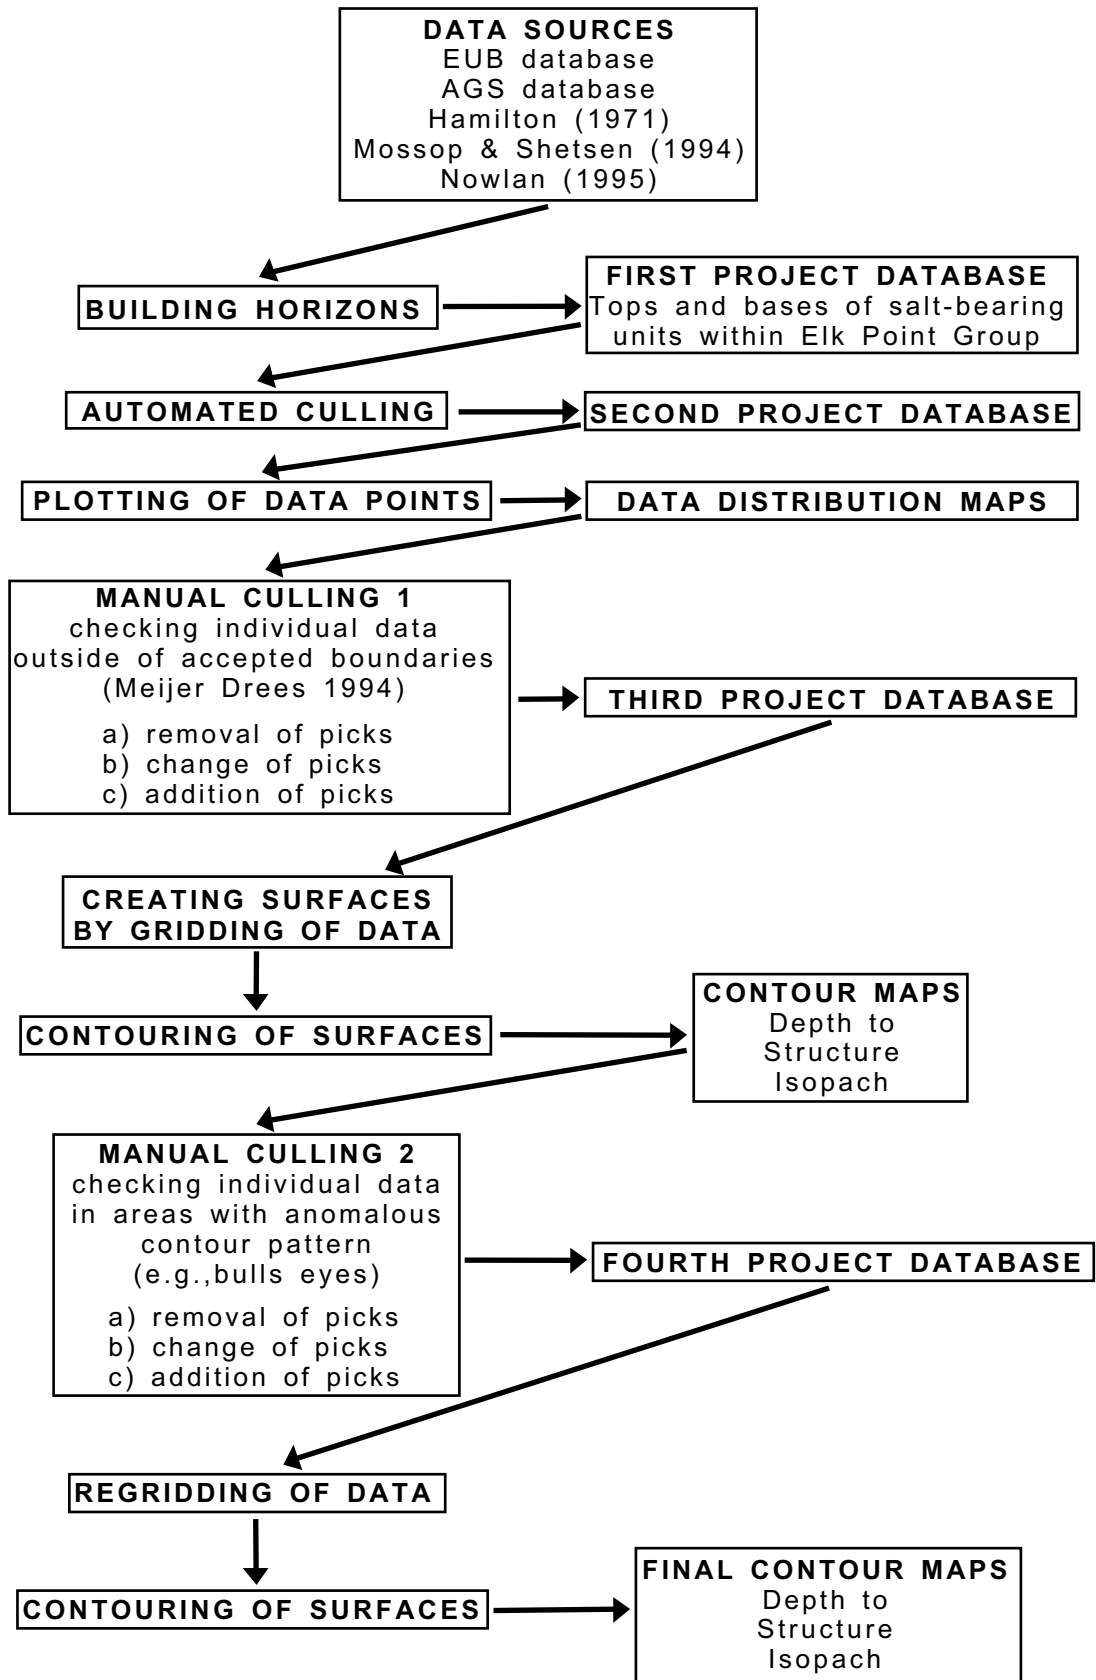 DATA SOURCES
EUB database
AGS database
Hamilton (1971)
Mossop & Shetsen (1994)
Nowlan (1995)
BUILDING HORIZONS
FIRST PROJECT DATABASE
Tops and bases of salt-bearing
units within Elk Point Group
AUTOMATED CULLING
SECOND PROJECT DATABASE
PLOTTING OF DATA POINTS
DATA DISTRIBUTION MAPS
MANUAL CULLING 1
checking individual data
outside of accepted boundaries
(Meijer Drees 1994)
a) removal of picks
b) change of picks
c) addition of picks
THIRD PROJECT DATABASE
CREATING SURFACES
BY GRIDDING OF DATA
CONTOURING OF SURFACES
CONTOUR MAPS
Depth to
Structure
Isopach
MANUAL CULLING 2
checking individual data
in areas with anomalous
contour pattern
(e.g.,bulls eyes)
a) removal of picks
b) change of picks
c) addition of picks
FOURTH PROJECT DATABASE
REGRIDDING OF DATA
CONTOURING OF SURFACES
FINAL CONTOUR MAPS
Depth to
Structure
Isopach